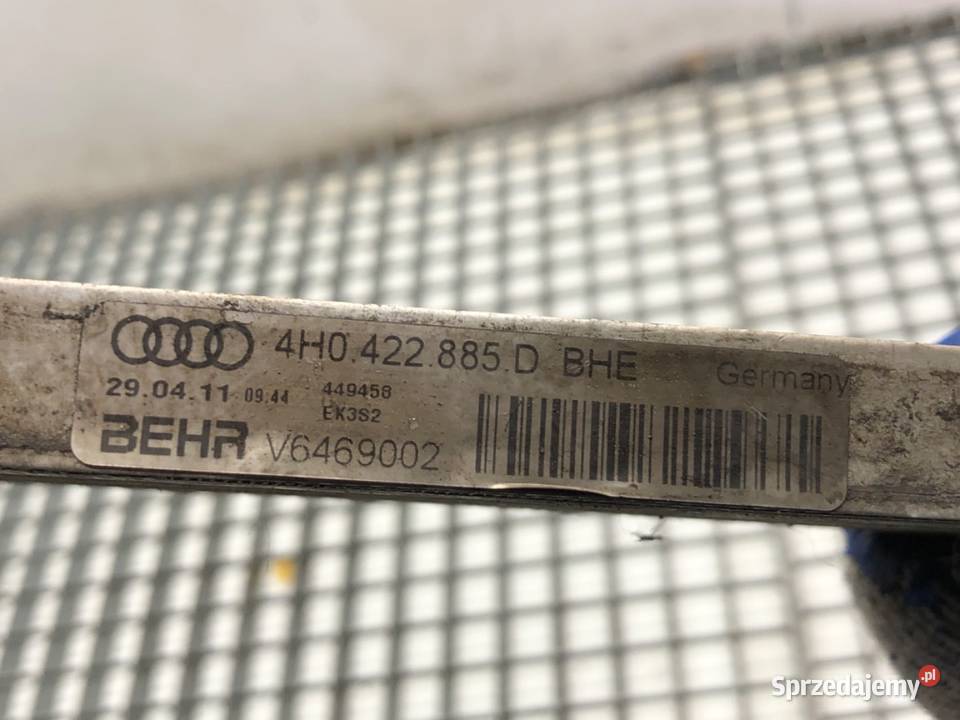 4H0.422.885.D BHE Germany
29.04.11 09.44 449458
EK3S2
BEHR V6469002
Sprzedajemy.pl